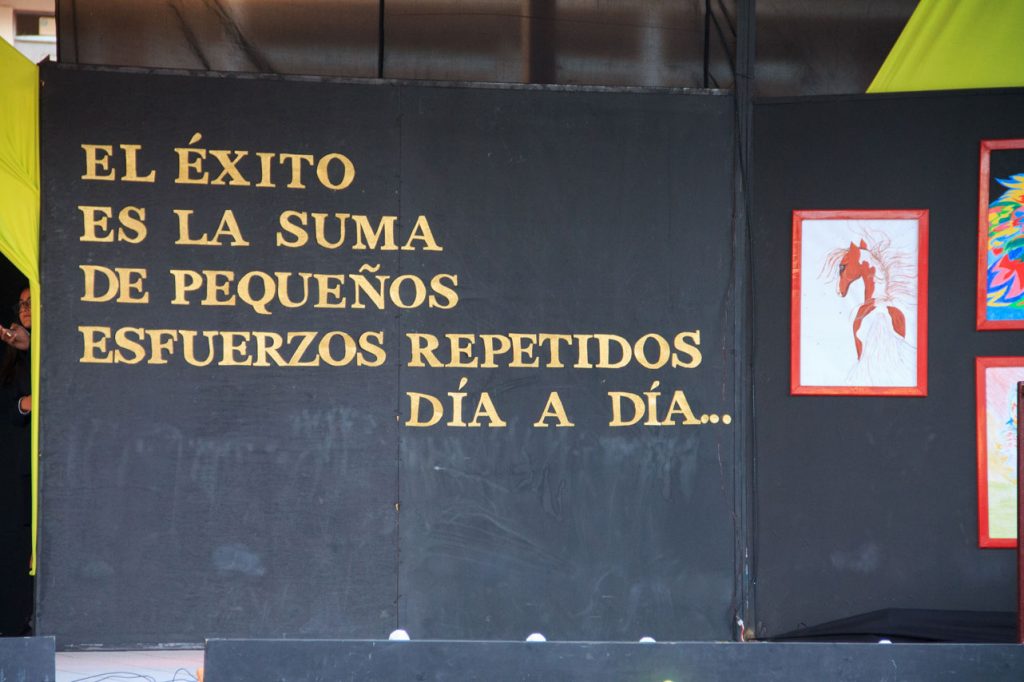 EL ÉXITO
ES LA SUMA
DE PEQUEÑOS
ESFUERZOS REPETIDOS
DÍA A DÍA...